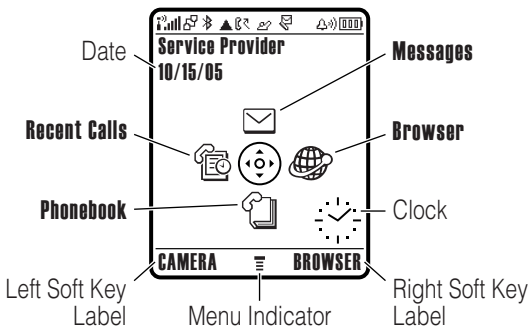 Service Provider
Date
10/15/05
Messages
Recent Calls
Browser
Phonebook
Clock
CAMERA
BROWSER
Left Soft Key
Label
Menu Indicator
Right Soft Key
Label